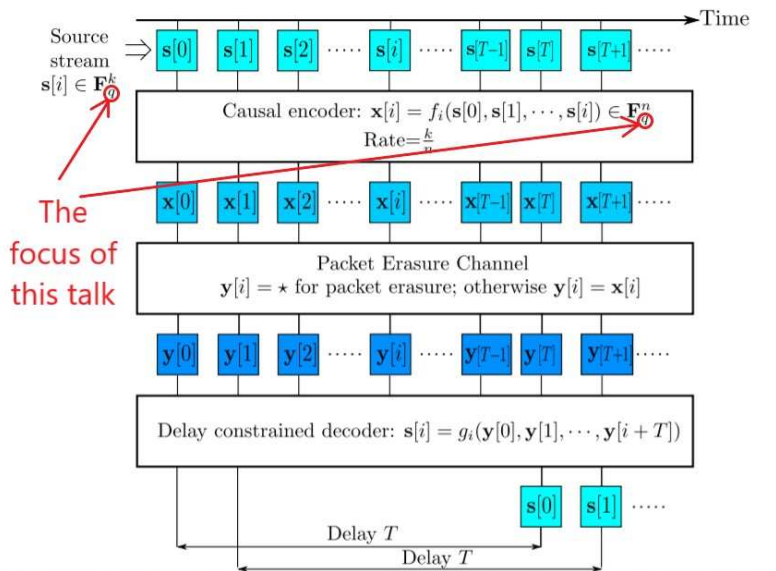 Time
Source
stream
s[i] ∈ F_q^k
⇒ s[0] s[1] s[2] ····· s[i] ····· s[T−1] s[T] s[T+1] ·····
Causal encoder: x[i] = f_i(s[0], s[1], ··· , s[i]) ∈ F_q^n
Rate=k/n
x[0] x[1] x[2] ····· x[i] ····· x[T−1] x[T] x[T+1] ·····
The
focus of
this talk
Packet Erasure Channel
y[i] = ⋆ for packet erasure; otherwise y[i] = x[i]
y[0] y[1] y[2] ····· y[i] ····· y[T−1] y[T] y[T+1] ·····
Delay constrained decoder: s[i] = g_i(y[0], y[1], ··· , y[i + T])
s[0] s[1] ·····
Delay T
Delay T